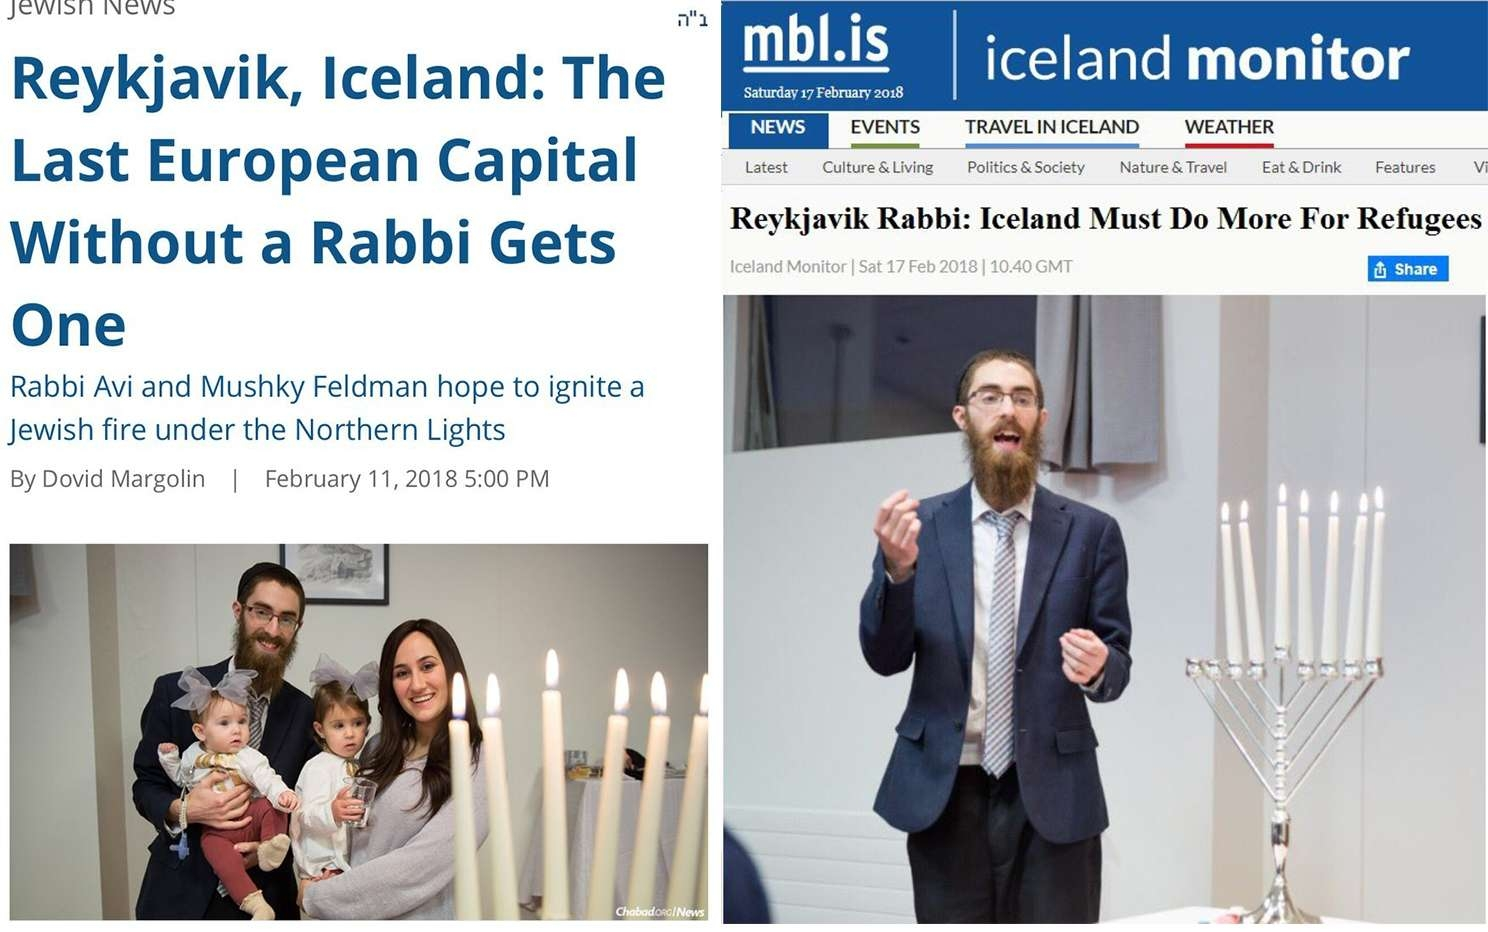 Jewish News
ב"ה
Reykjavik, Iceland: The
Last European Capital
Without a Rabbi Gets
One
Rabbi Avi and Mushky Feldman hope to ignite a
Jewish fire under the Northern Lights
By Dovid Margolin | February 11, 2018 5:00 PM
Chabad.ORG/News
mbl.is | iceland monitor
Saturday 17 February 2018
NEWS EVENTS TRAVEL IN ICELAND WEATHER
Latest Culture & Living Politics & Society Nature & Travel Eat & Drink Features Vi
Reykjavik Rabbi: Iceland Must Do More For Refugees
Iceland Monitor | Sat 17 Feb 2018 | 10.40 GMT
Share